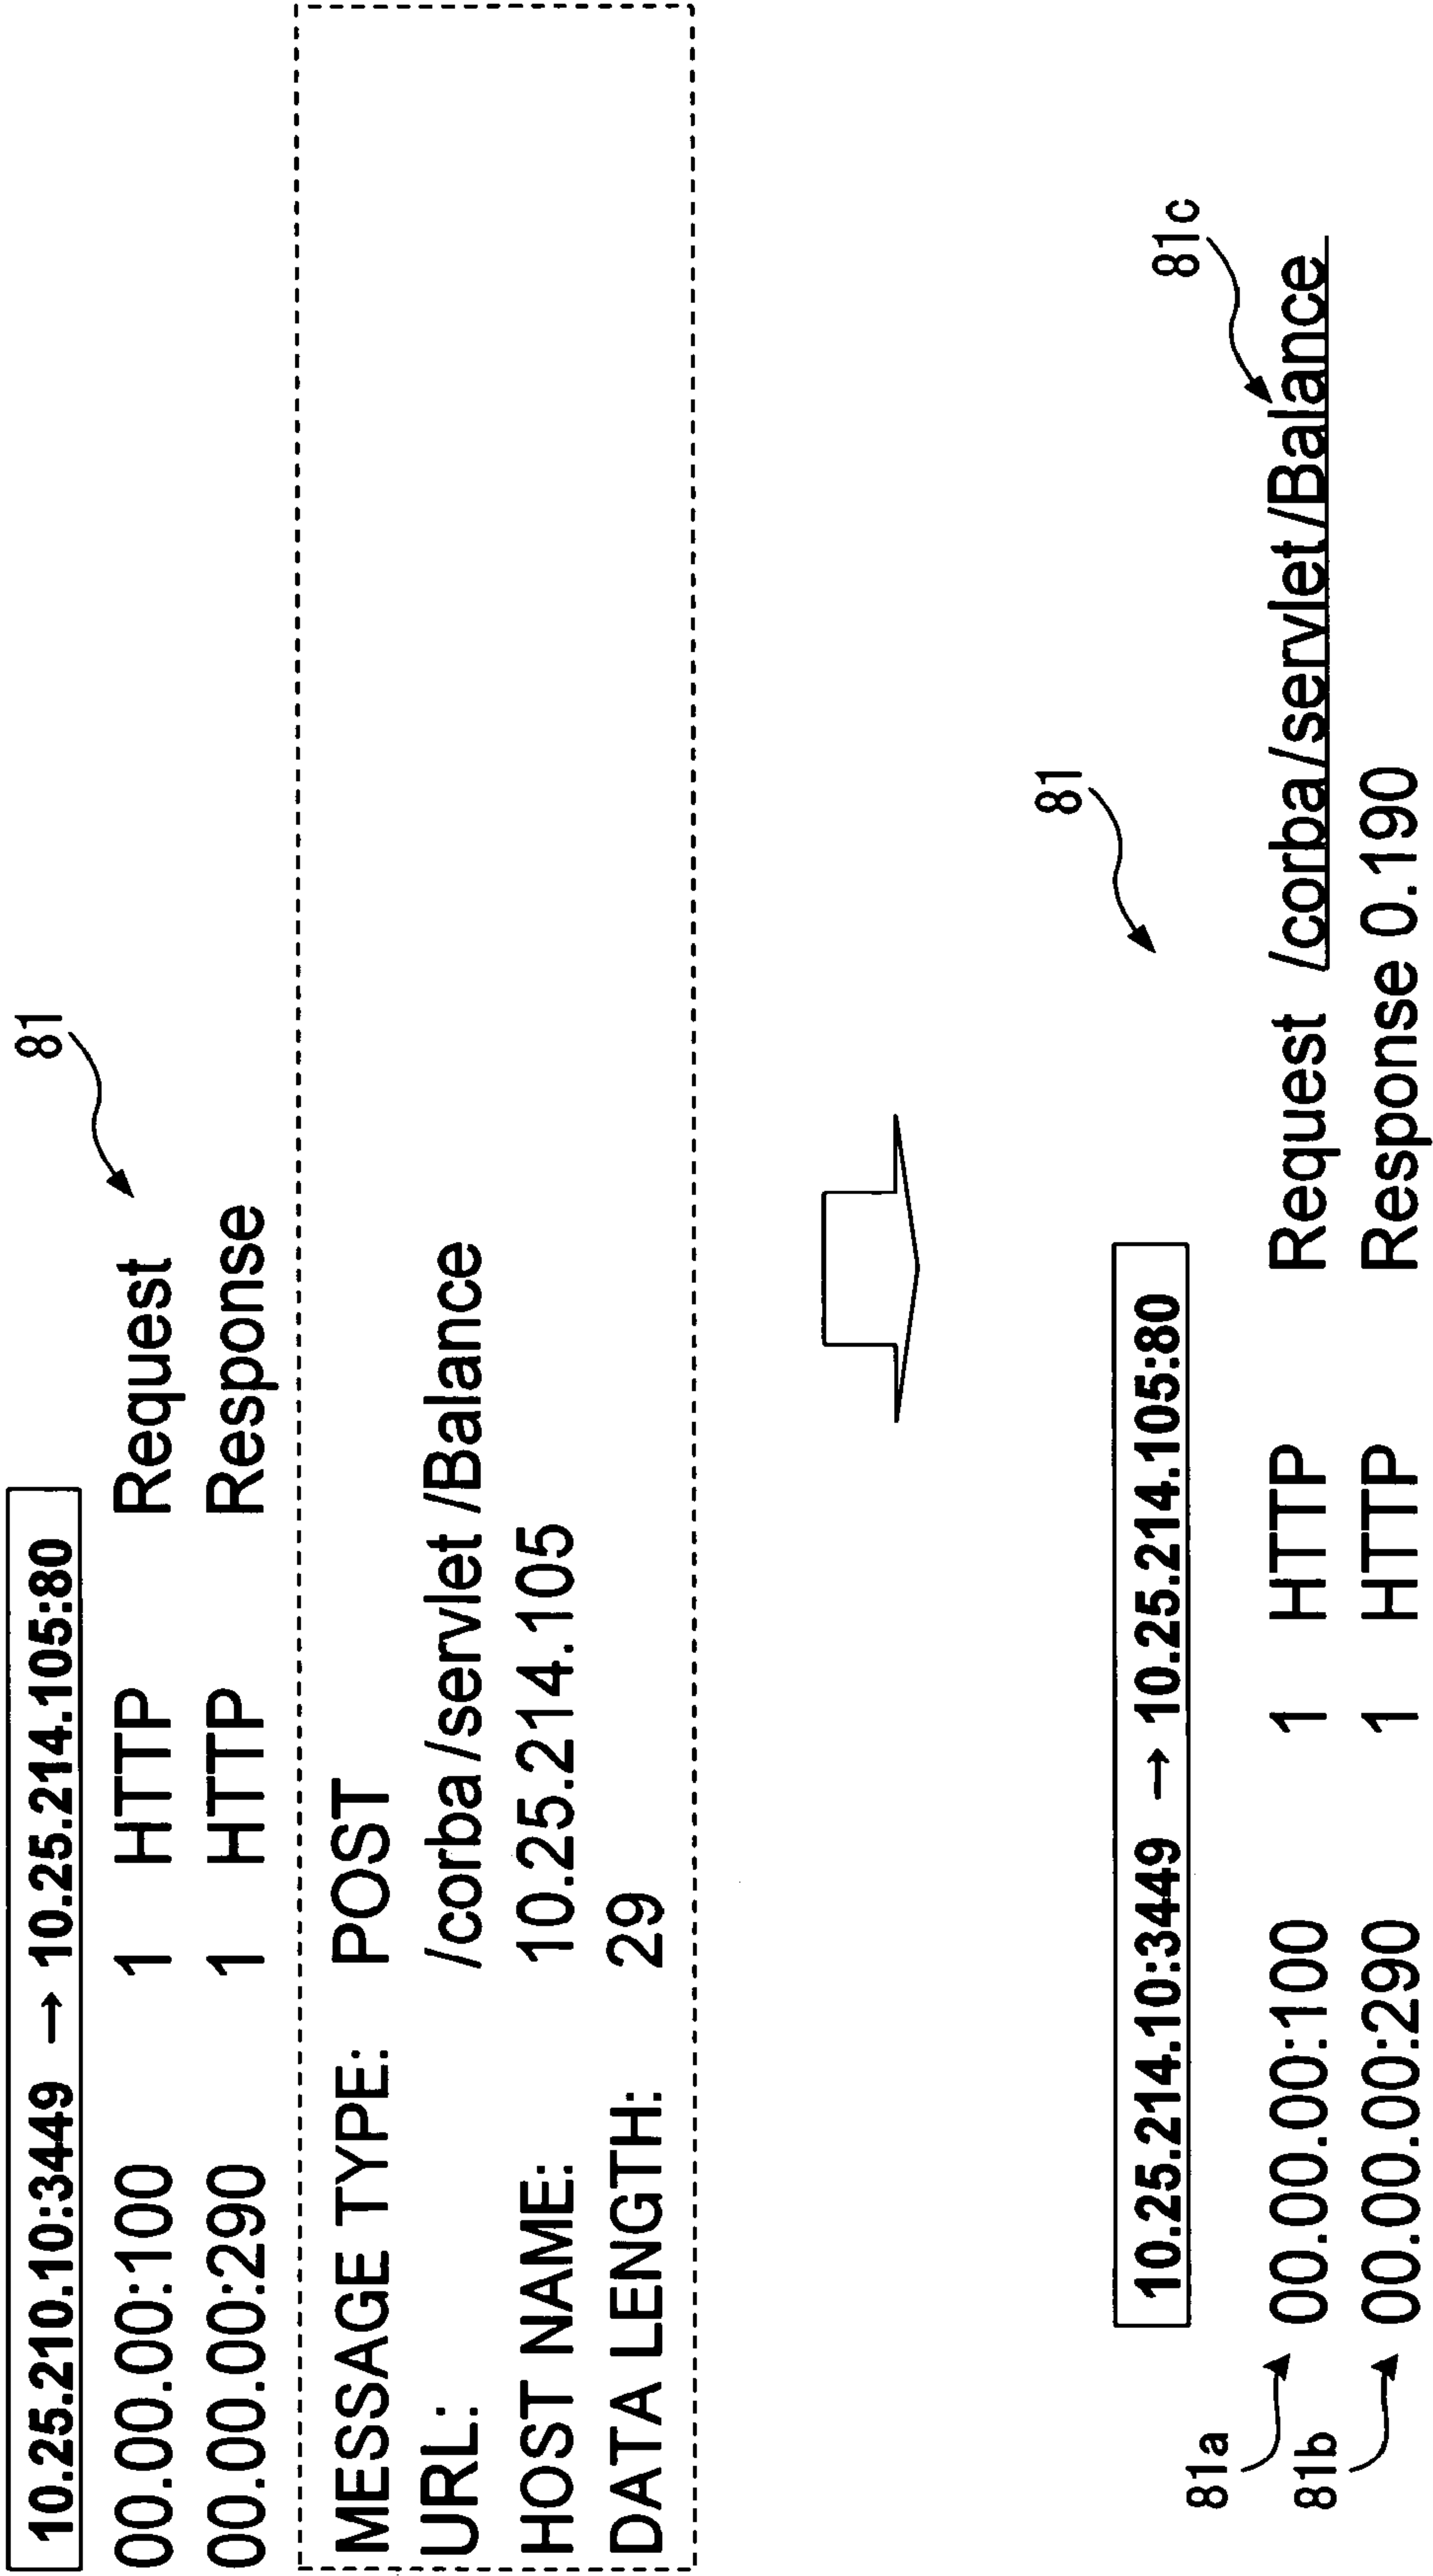 10.25.210.10:3449 → 10.25.214.105:80
81
00.00.00:100 1 HTTP Request
00.00.00:290 1 HTTP Response
MESSAGE TYPE: POST
URL: /corba/servlet/Balance
HOST NAME: 10.25.214.105
DATA LENGTH: 29
81
10.25.214.10:3449 → 10.25.214.105:80
81c
81a 00.00.00:100 1 HTTP Request /corba/servlet/Balance
81b 00.00.00:290 1 HTTP Response 0.190